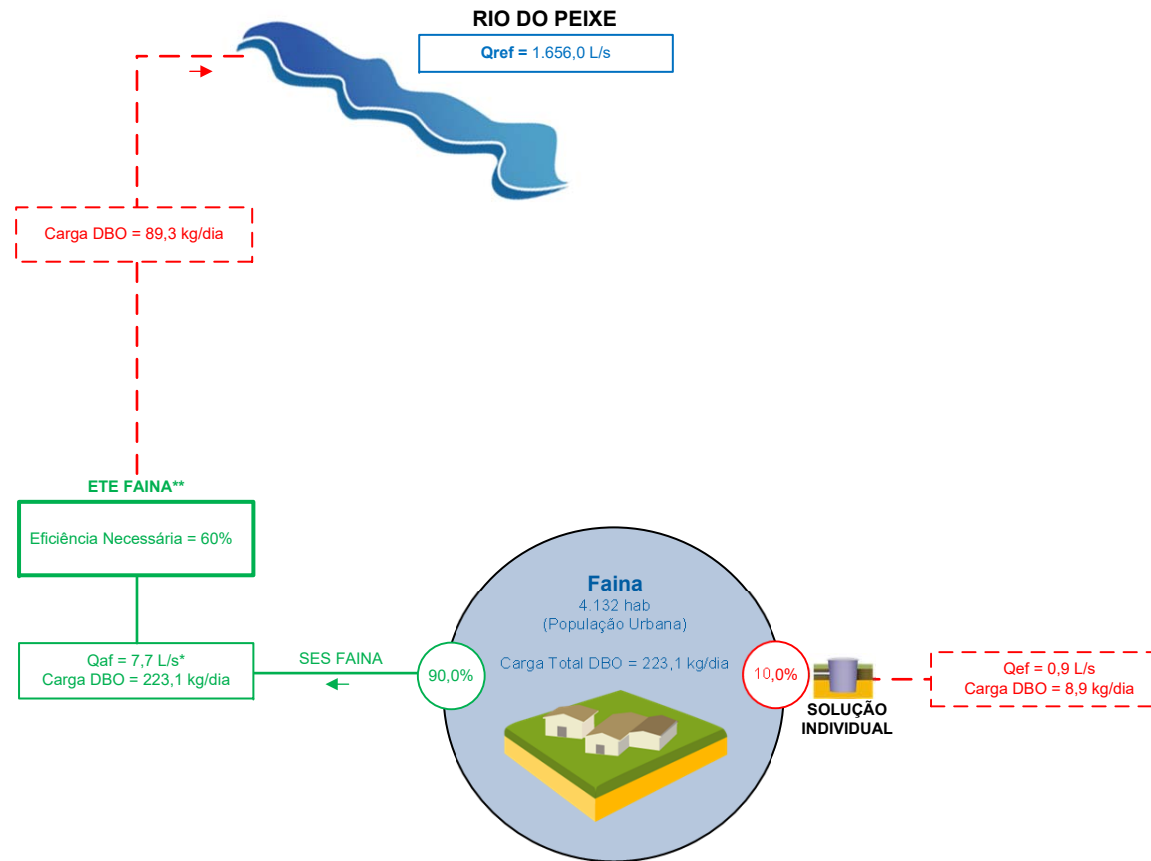 RIO DO PEIXE
Qref = 1.656,0 L/s
Carga DBO = 89,3 kg/dia
ETE FAINA**
Eficiência Necessária = 60%
Qaf = 7,7 L/s*
Carga DBO = 223,1 kg/dia
SES FAINA
90,0%
Faina
4.132 hab
(População Urbana)
Carga Total DBO = 223,1 kg/dia
10,0%
SOLUÇÃO
INDIVIDUAL
Qef = 0,9 L/s
Carga DBO = 8,9 kg/dia